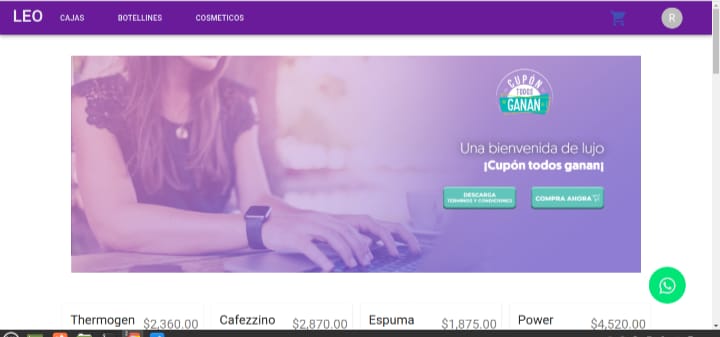 LEO CAJAS BOTELLINES COSMETICOS R
CUPÓN
TODOS
GANAN
Una bienvenida de lujo
¡Cupón todos ganan¡
DESCARGA
TERMINOS Y CONDICIONES
COMPRA AHORA
Thermogen $2,360.00 Cafezzino $2,870.00 Espuma $1,875.00 Power $4,520.00